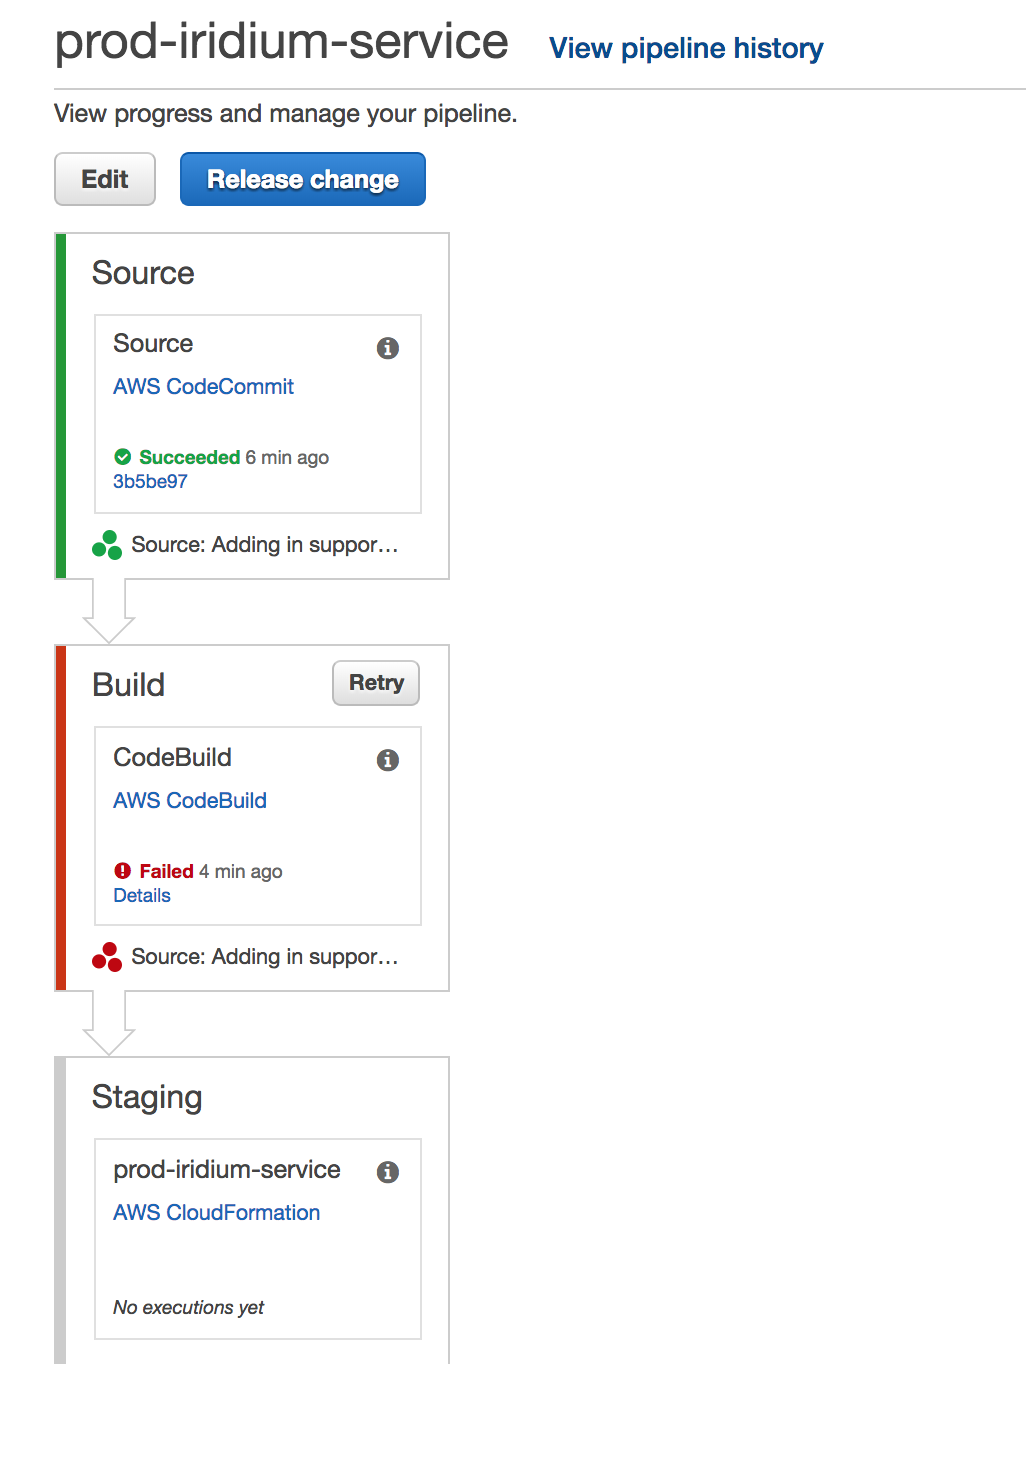 prod-iridium-service View pipeline history
View progress and manage your pipeline.
Edit Release change
Source
Source
AWS CodeCommit
Succeeded 6 min ago
3b5be97
Source: Adding in suppor...
Build Retry
CodeBuild
AWS CodeBuild
Failed 4 min ago
Details
Source: Adding in suppor...
Staging
prod-iridium-service
AWS CloudFormation
No executions yet